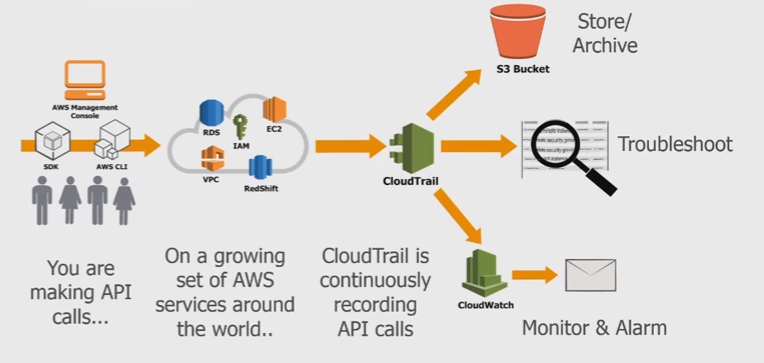 Store/
Archive
S3 Bucket
AWS Management
Console
RDS
IAM
EC2
VPC
RedShift
SDK
AWS CLI
CloudTrail
Troubleshoot
CloudWatch
You are
making API
calls...
On a growing
set of AWS
services around
the world..
CloudTrail is
continuously
recording
API calls
Monitor & Alarm